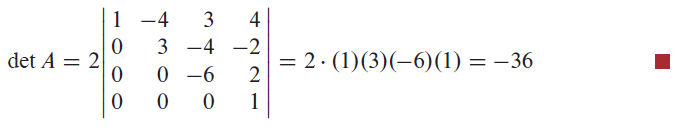 1 −4 3 4
0 3 −4 −2
det A = 2 = 2 · (1)(3)(−6)(1) = −36
0 0 −6 2
0 0 0 1